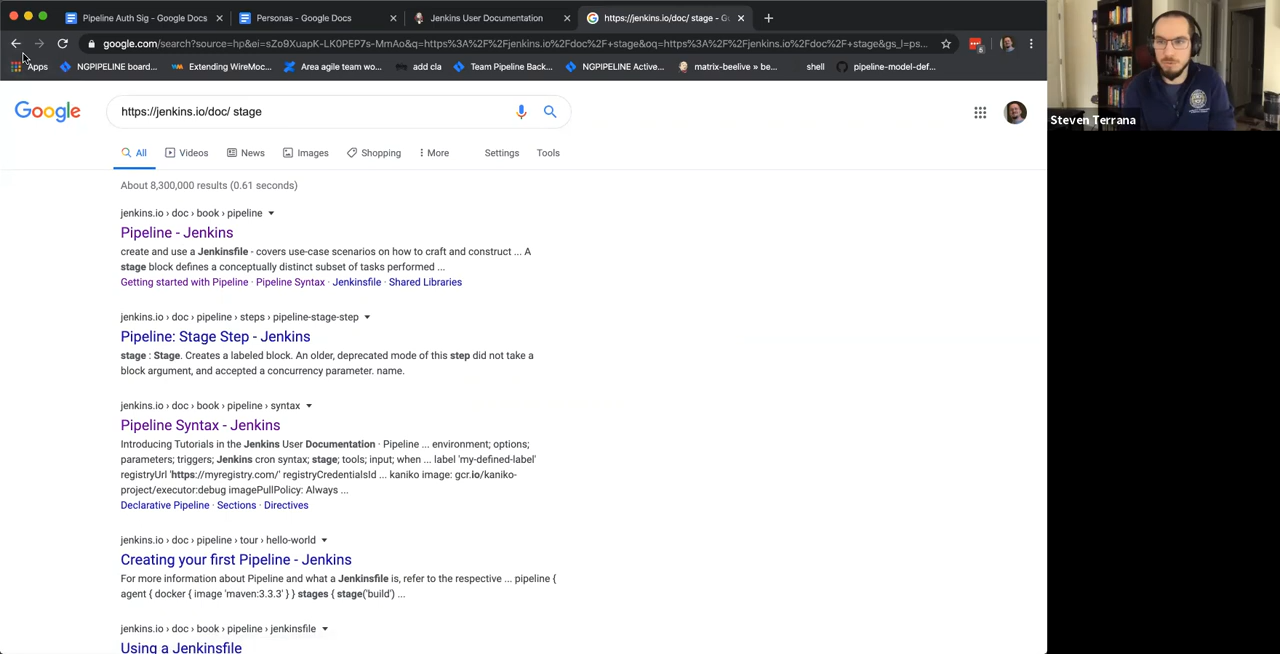 Pipeline Auth Sig - Google Docs
Personas - Google Docs
Jenkins User Documentation
https://jenkins.io/doc/ stage - G
google.com/search?source=hp&ei=sZo9XuapK-LK0PEP7s-MmAo&q=https%3A%2F%2Fjenkins.io%2Fdoc%2F+stage&oq=https%3A%2F%2Fjenkins.io%2Fdoc%2F+stage&gs_l=ps...
Apps
NGPIPELINE board...
Extending WireMoc...
Area agile team wo...
add cla
Team Pipeline Back...
NGPIPELINE Active...
matrix-beelive » be...
shell
pipeline-model-def...
Steven Terrana
Google
https://jenkins.io/doc/ stage
All
Videos
News
Images
Shopping
More
Settings
Tools
About 8,300,000 results (0.61 seconds)
jenkins.io › doc › book › pipeline
Pipeline - Jenkins
create and use a Jenkinsfile - covers use-case scenarios on how to craft and construct ... A
stage block defines a conceptually distinct subset of tasks performed ...
Getting started with Pipeline · Pipeline Syntax · Jenkinsfile · Shared Libraries
jenkins.io › doc › pipeline › steps › pipeline-stage-step
Pipeline: Stage Step - Jenkins
stage : Stage. Creates a labeled block. An older, deprecated mode of this step did not take a
block argument, and accepted a concurrency parameter. name.
jenkins.io › doc › book › pipeline › syntax
Pipeline Syntax - Jenkins
Introducing Tutorials in the Jenkins User Documentation · Pipeline ... environment; options;
parameters; triggers; Jenkins cron syntax; stage; tools; input; when ... label 'my-defined-label'
registryUrl 'https://myregistry.com/' registryCredentialsId ... kaniko image: gcr.io/kaniko-
project/executor:debug imagePullPolicy: Always ...
Declarative Pipeline · Sections · Directives
jenkins.io › doc › pipeline › tour › hello-world
Creating your first Pipeline - Jenkins
For more information about Pipeline and what a Jenkinsfile is, refer to the respective ... pipeline {
agent { docker { image 'maven:3.3.3' } } stages { stage('build') ...
jenkins.io › doc › book › pipeline › jenkinsfile
Using a Jenkinsfile